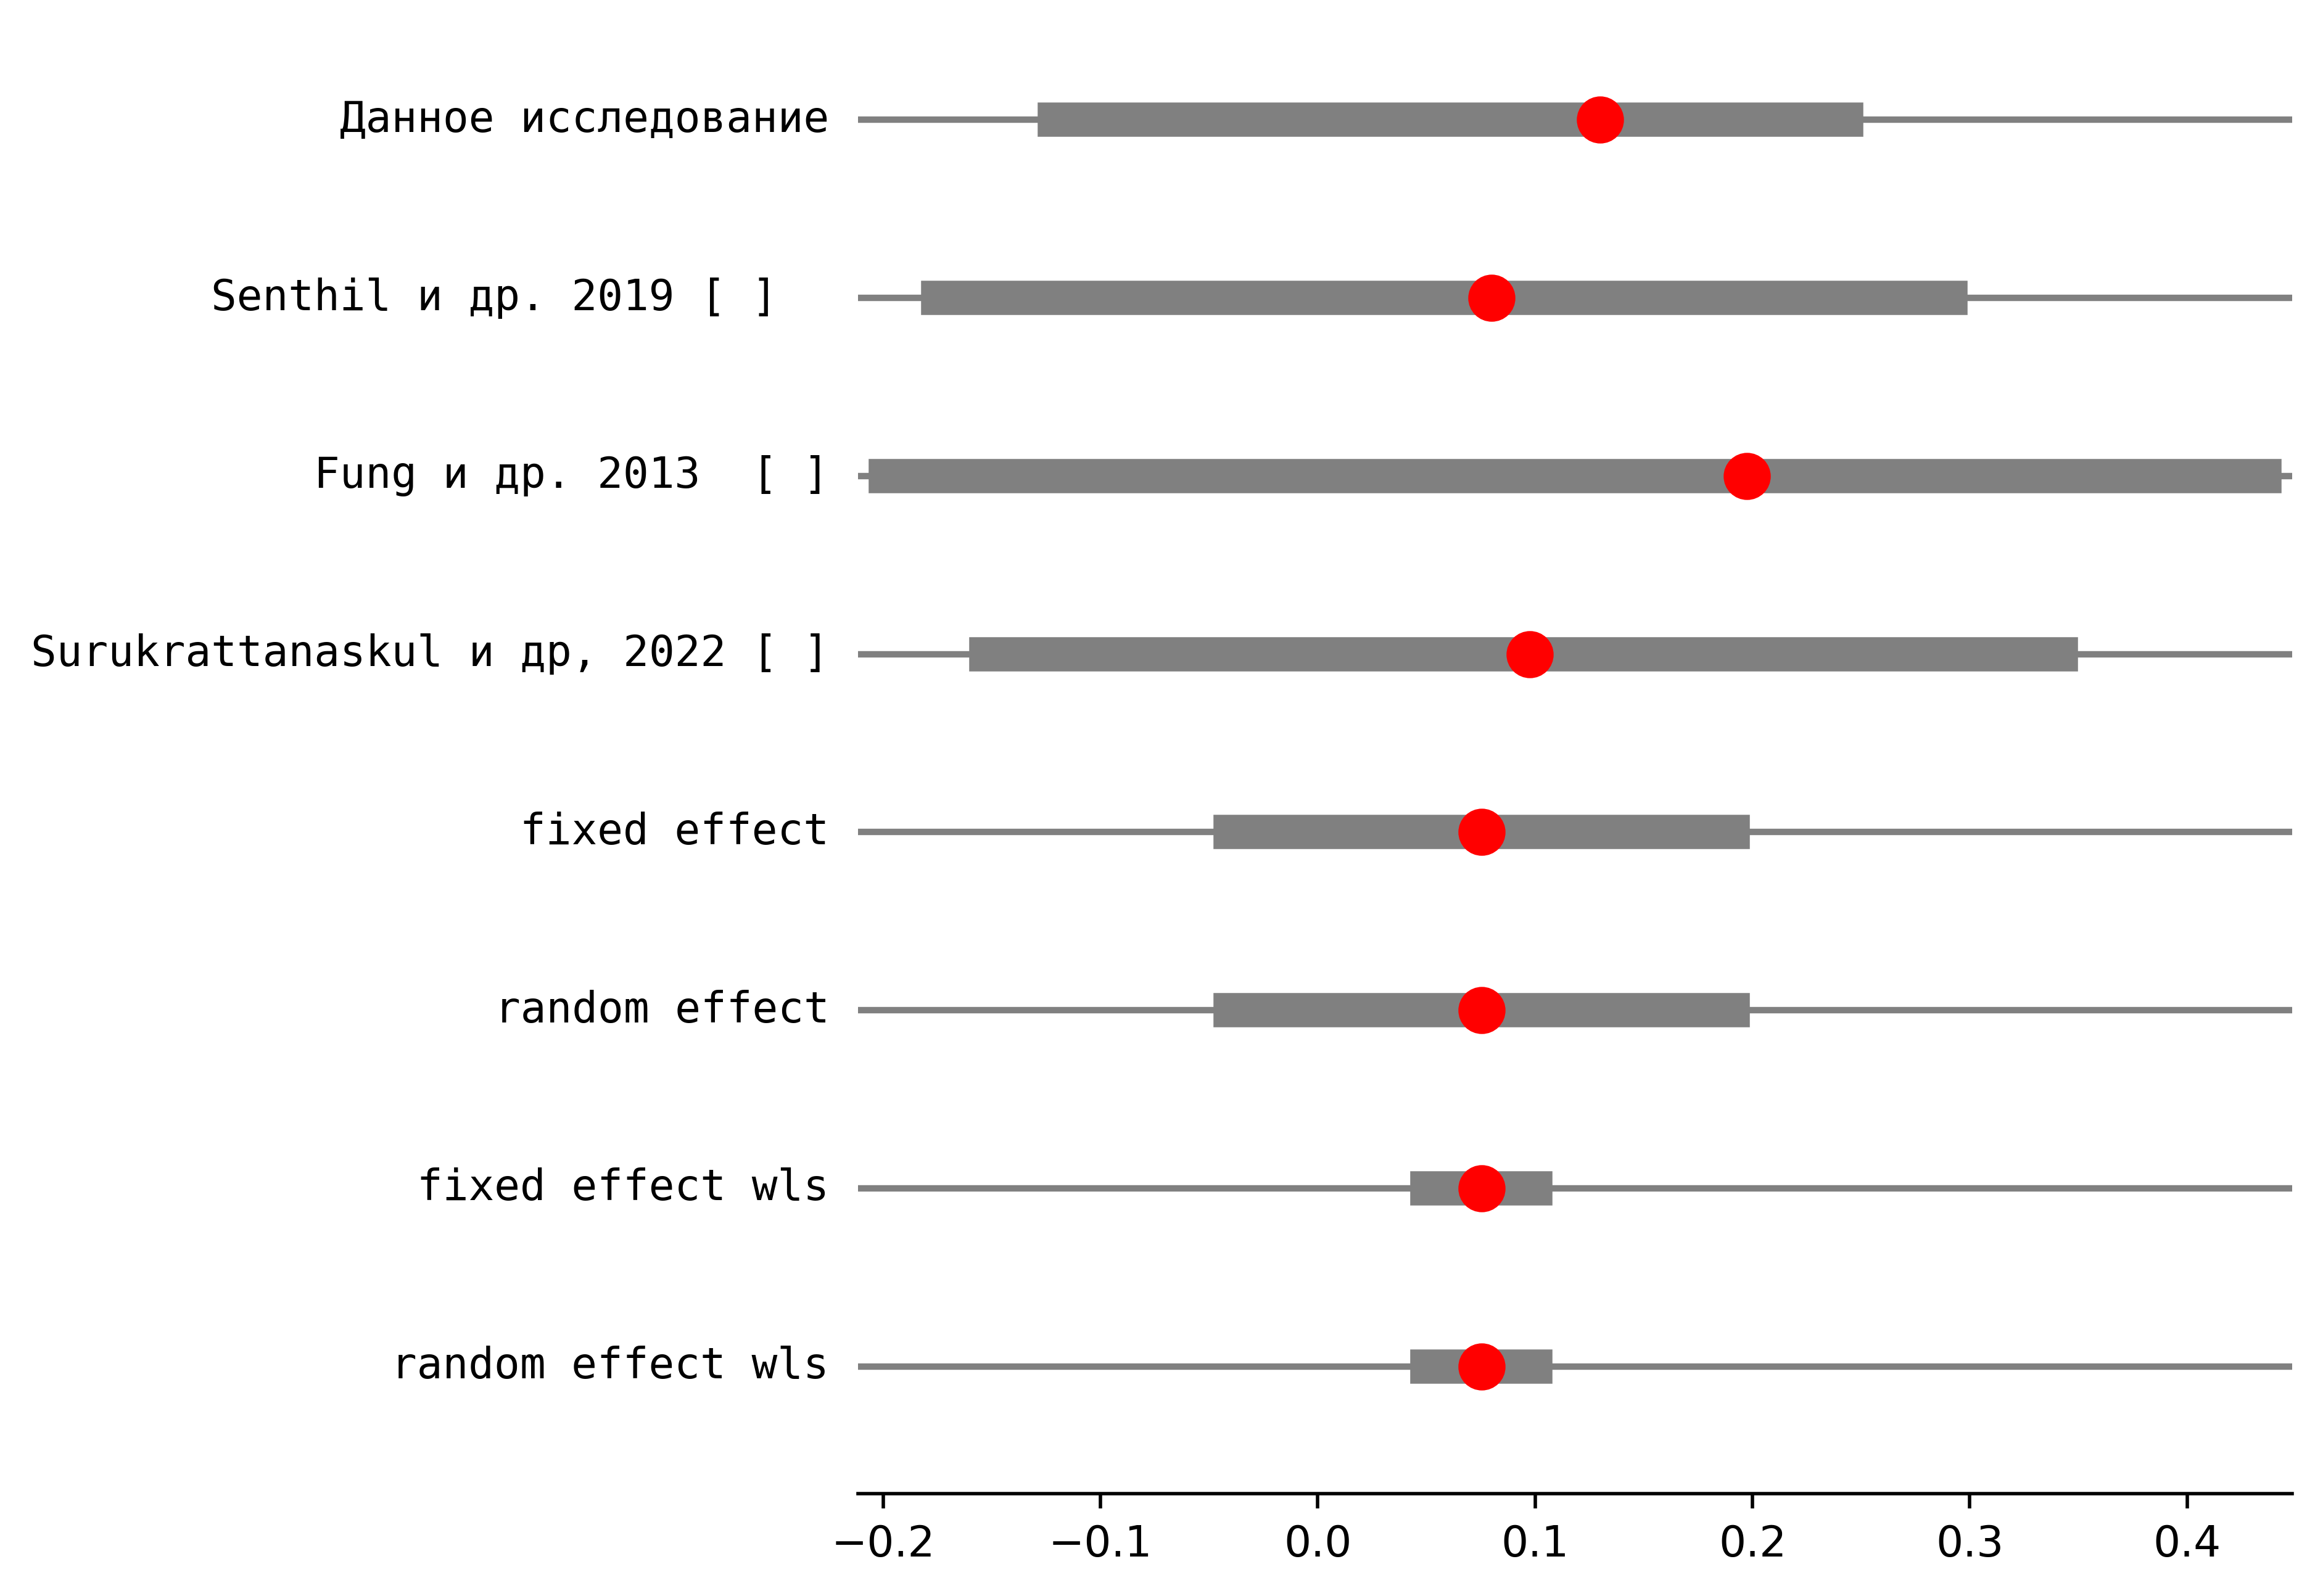 Данное исследование
Senthil и др. 2019 [ ]
Fung и др. 2013  [ ]
Surukrattanaskul и др, 2022 [ ]
fixed effect
random effect
fixed effect wls
random effect wls
−0.2 −0.1 0.0 0.1 0.2 0.3 0.4